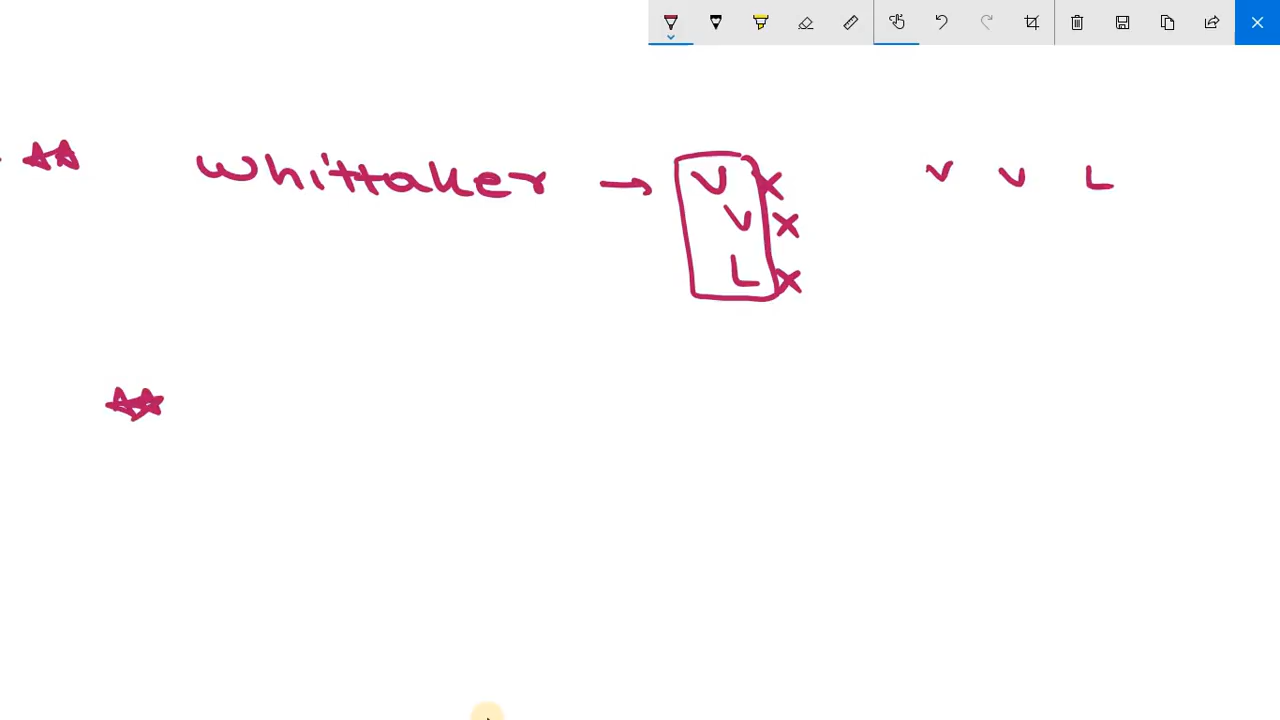 Whittaker → V x V V L
V x
L x